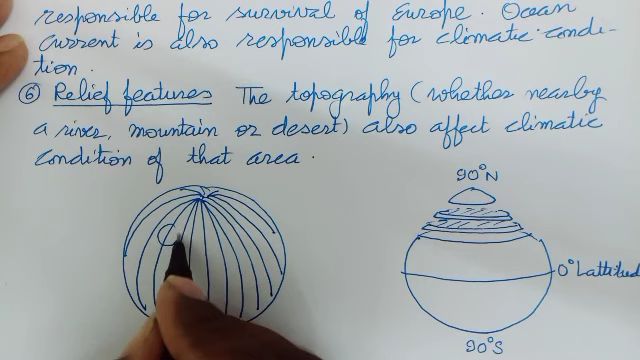 responsible for survival of Europe. Ocean
current is also responsible for climatic condi-
tion.
⑥ Relief features The topography (whether nearby
a river, mountain or desert) also affect climatic
condition of that area.
90°N
0° Lattitued
90°S